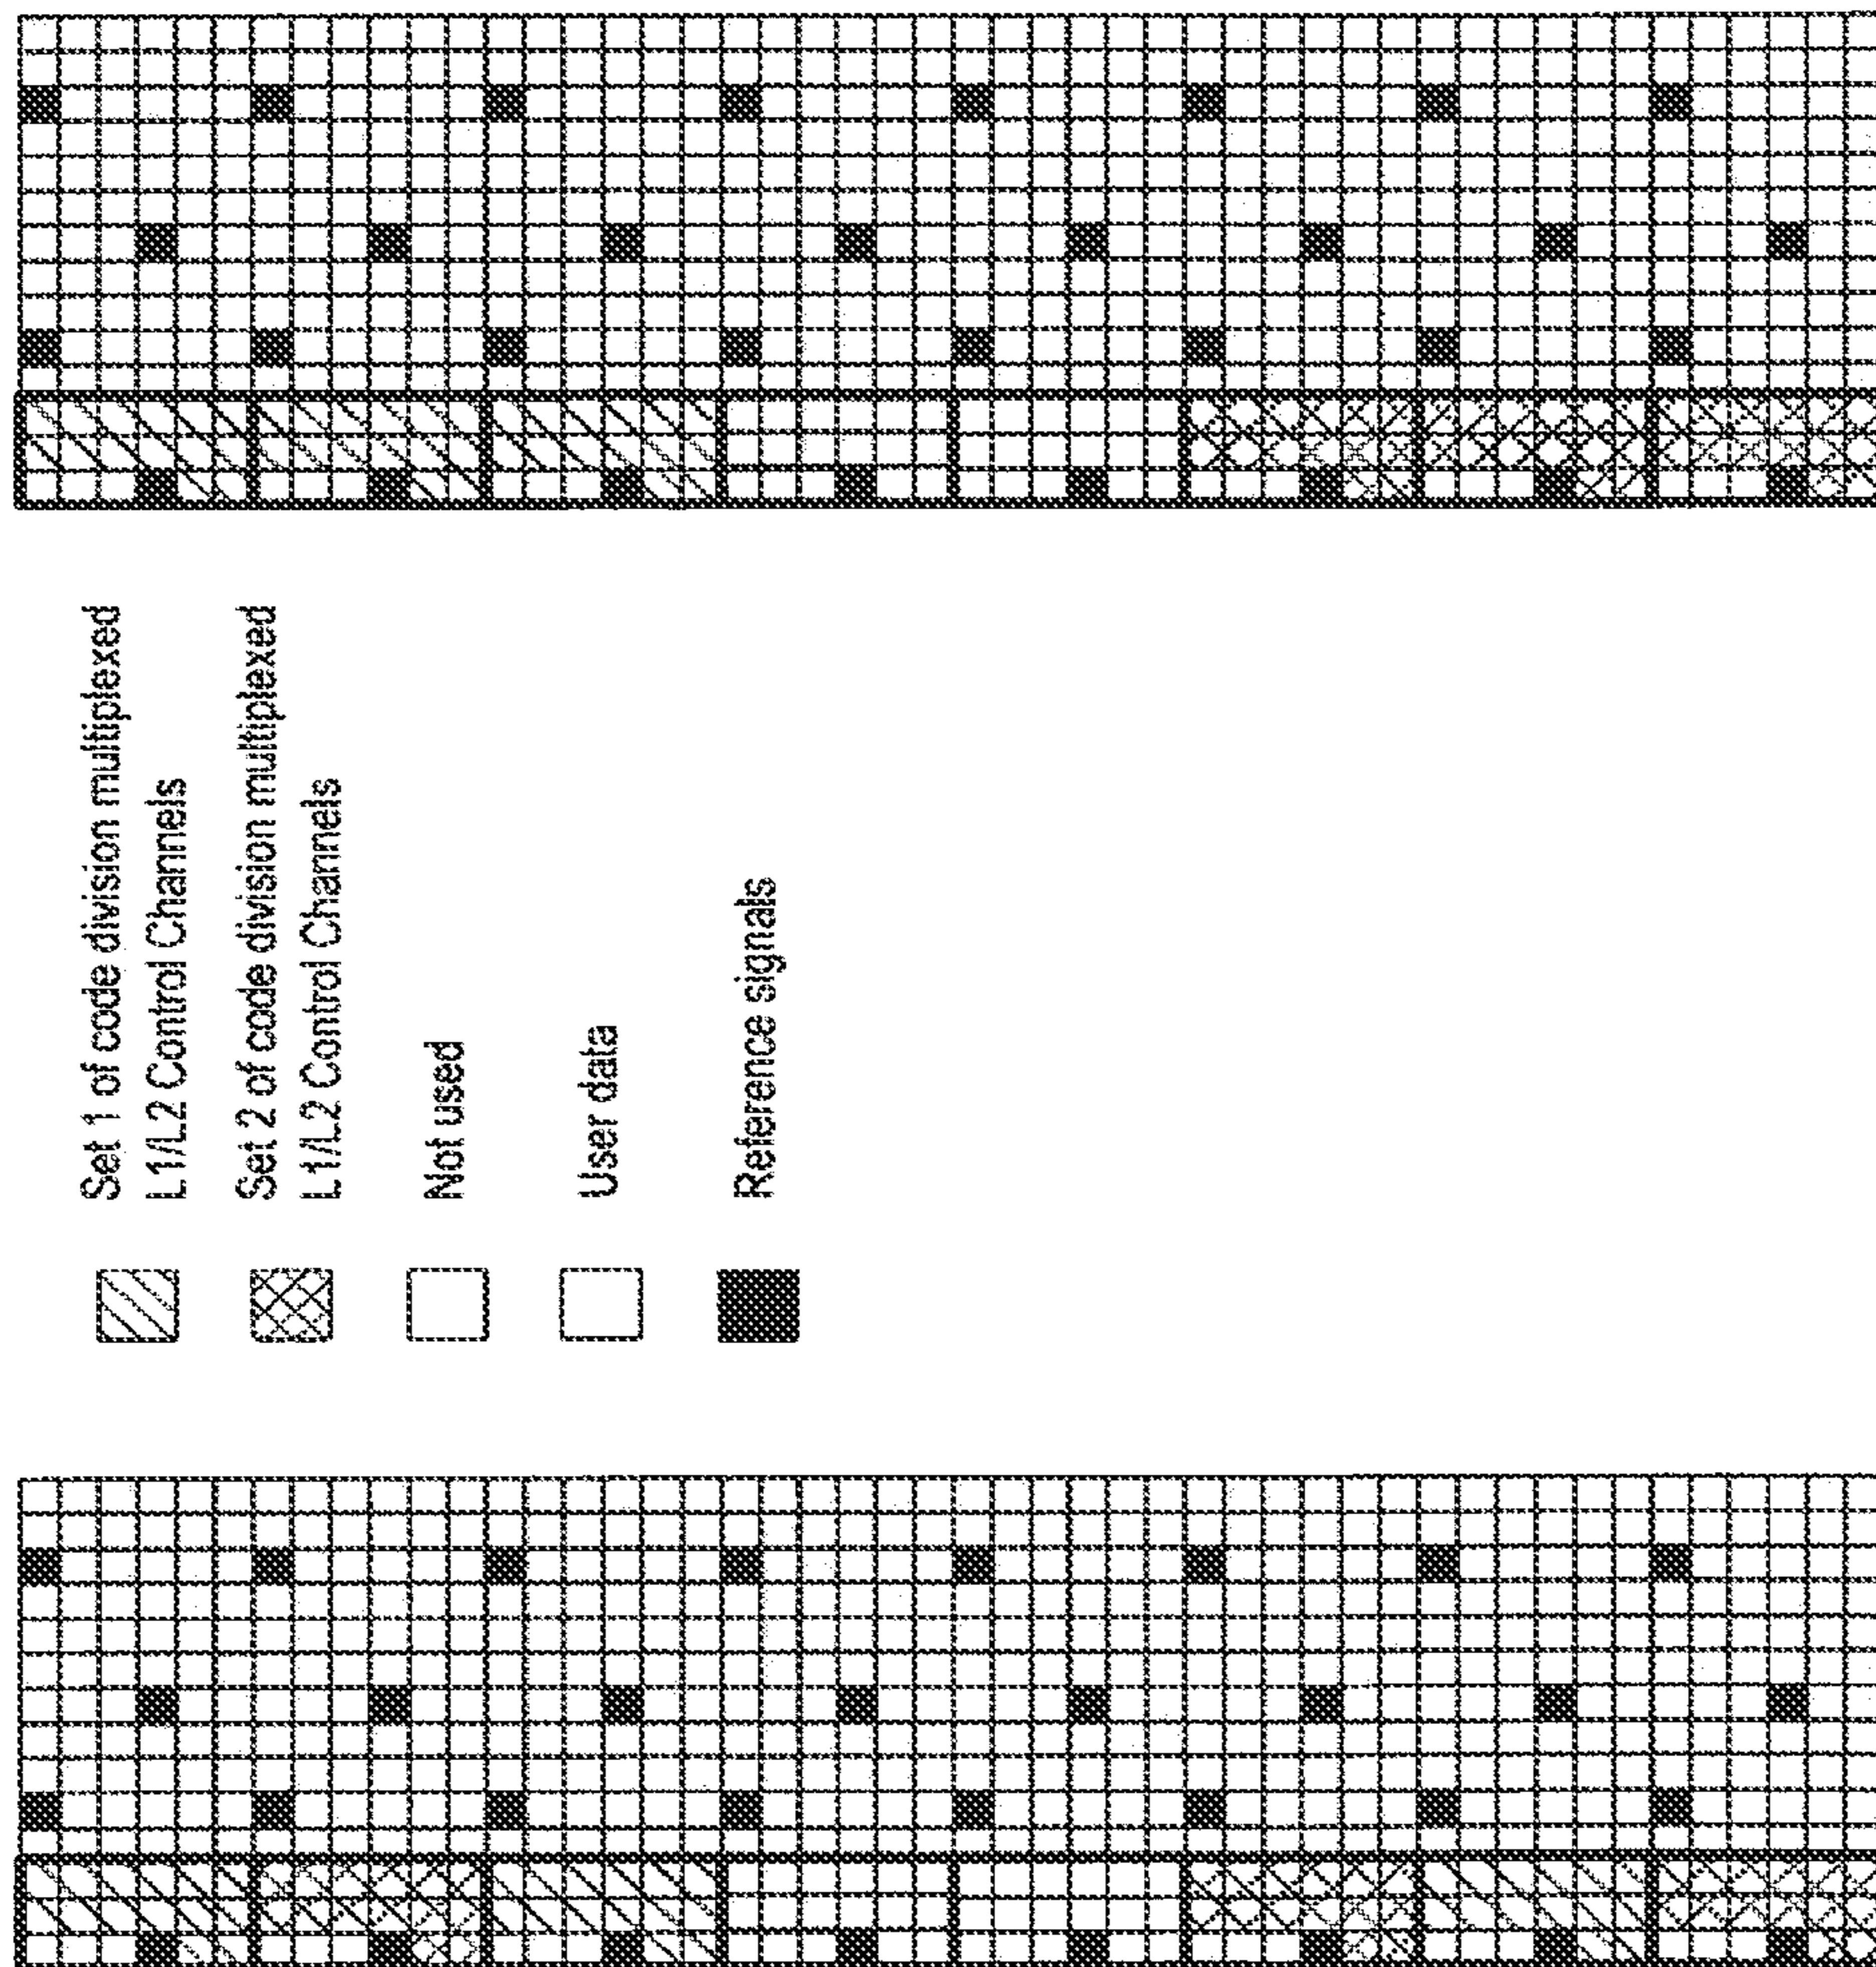 Set 1 of code division multiplexed
L1/L2 Control Channels
Set 2 of code division multiplexed
L1/L2 Control Channels
Not used
User data
Reference signals